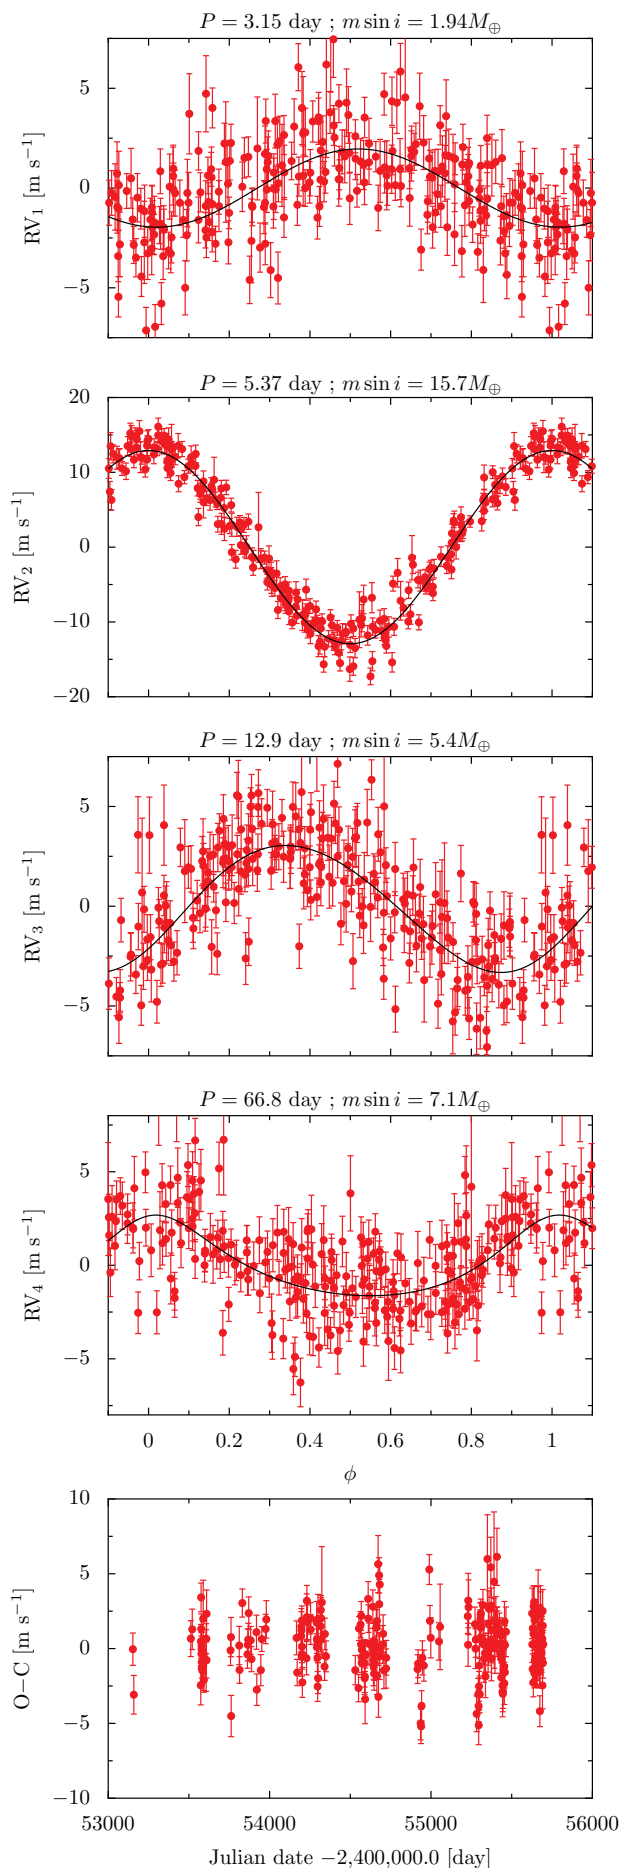 P = 3.15 day ; m sin i = 1.94M⊕
5
0
−5
RV₁ [m s⁻¹]
P = 5.37 day ; m sin i = 15.7M⊕
20
10
0
−10
−20
RV₂ [m s⁻¹]
P = 12.9 day ; m sin i = 5.4M⊕
5
0
−5
RV₃ [m s⁻¹]
P = 66.8 day ; m sin i = 7.1M⊕
5
0
−5
RV₄ [m s⁻¹]
0 0.2 0.4 0.6 0.8 1
ϕ
10
5
0
−5
−10
O−C [m s⁻¹]
53000 54000 55000 56000
Julian date −2,400,000.0 [day]